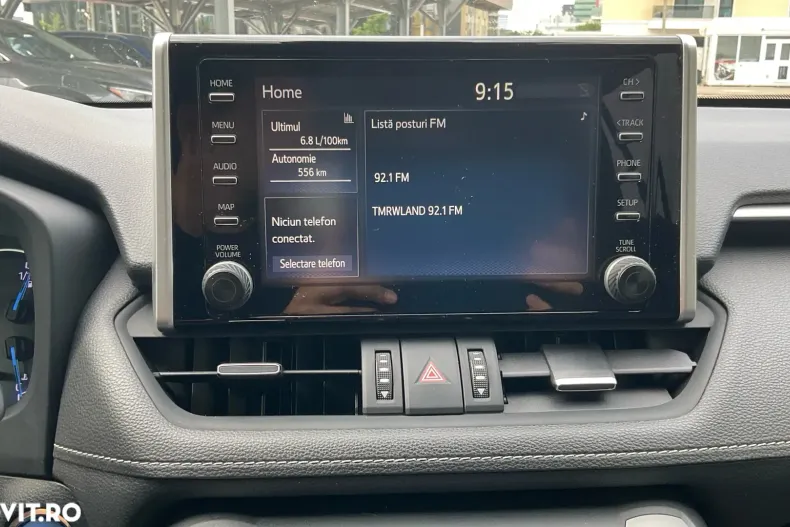 HOME
MENU
AUDIO
MAP
POWER
VOLUME
Home
9:15
Ultimul
6.8 L/100km
Autonomie
556 km
Niciun telefon
conectat.
Selectare telefon
Listă posturi FM
92.1 FM
TMRWLAND 92.1 FM
CH >
< TRACK
PHONE
SETUP
TUNE
SCROLL
VIT.RO